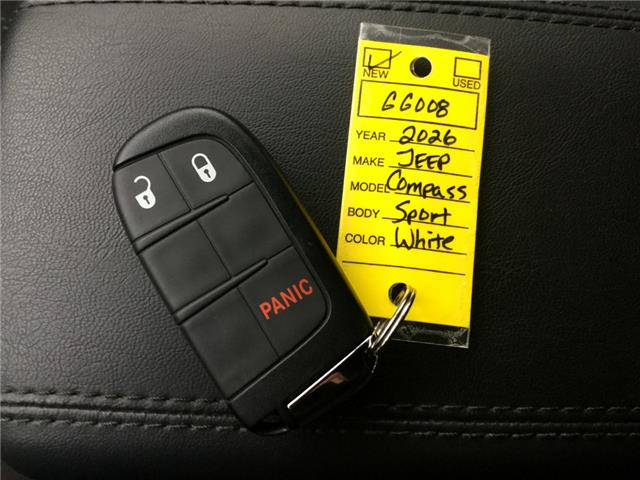 NEW
USED
GG008
YEAR 2026
MAKE JEEP
MODEL Compass
BODY Sport
COLOR White
PANIC